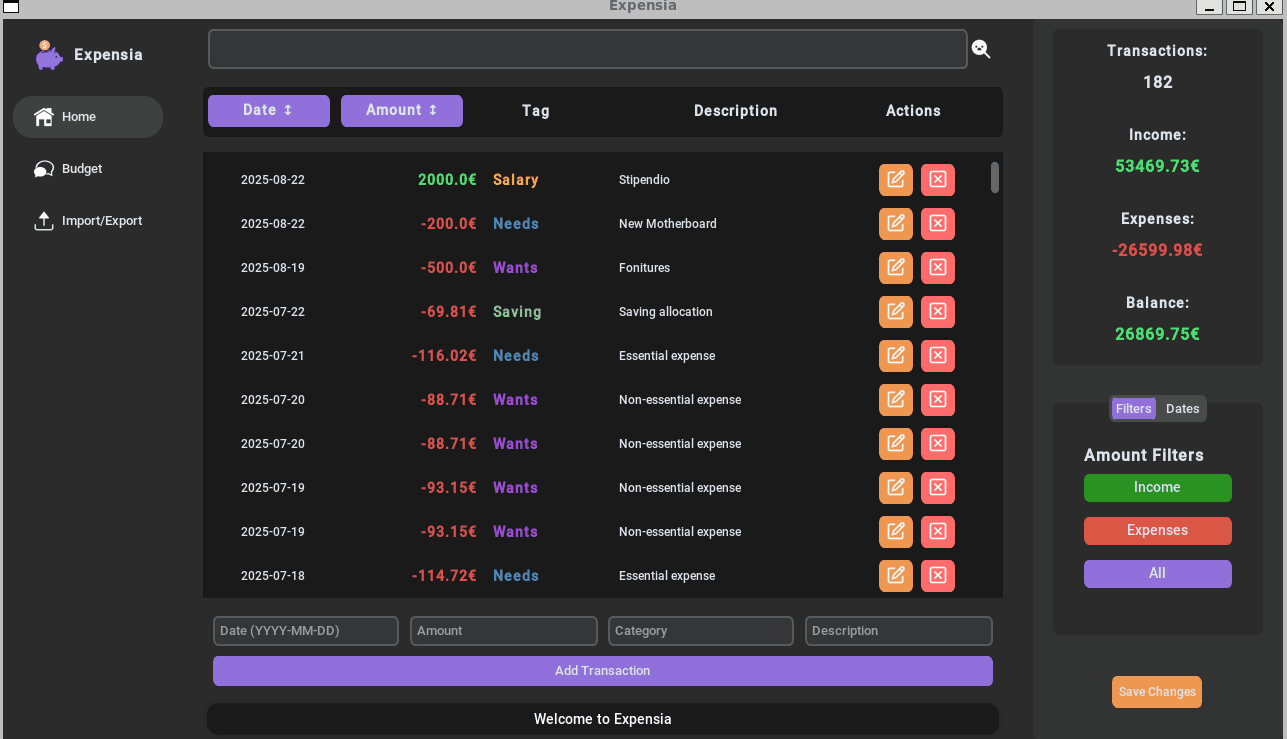 Expensia
Expensia
Home
Budget
Import/Export
Date ↕ Amount ↕ Tag Description Actions
2025-08-22 2000.0€ Salary Stipendio
2025-08-22 -200.0€ Needs New Motherboard
2025-08-19 -500.0€ Wants Fonitures
2025-07-22 -69.81€ Saving Saving allocation
2025-07-21 -116.02€ Needs Essential expense
2025-07-20 -88.71€ Wants Non-essential expense
2025-07-20 -88.71€ Wants Non-essential expense
2025-07-19 -93.15€ Wants Non-essential expense
2025-07-19 -93.15€ Wants Non-essential expense
2025-07-18 -114.72€ Needs Essential expense
Date (YYYY-MM-DD) Amount Category Description
Add Transaction
Welcome to Expensia
Transactions:
182
Income:
53469.73€
Expenses:
-26599.98€
Balance:
26869.75€
Filters Dates
Amount Filters
Income
Expenses
All
Save Changes